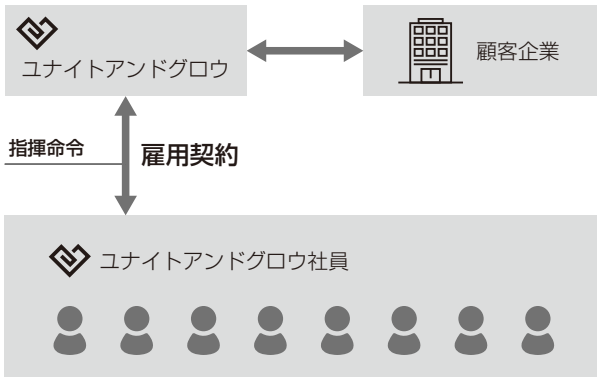 ユナイトアンドグロウ
顧客企業
指揮命令
雇用契約
ユナイトアンドグロウ社員